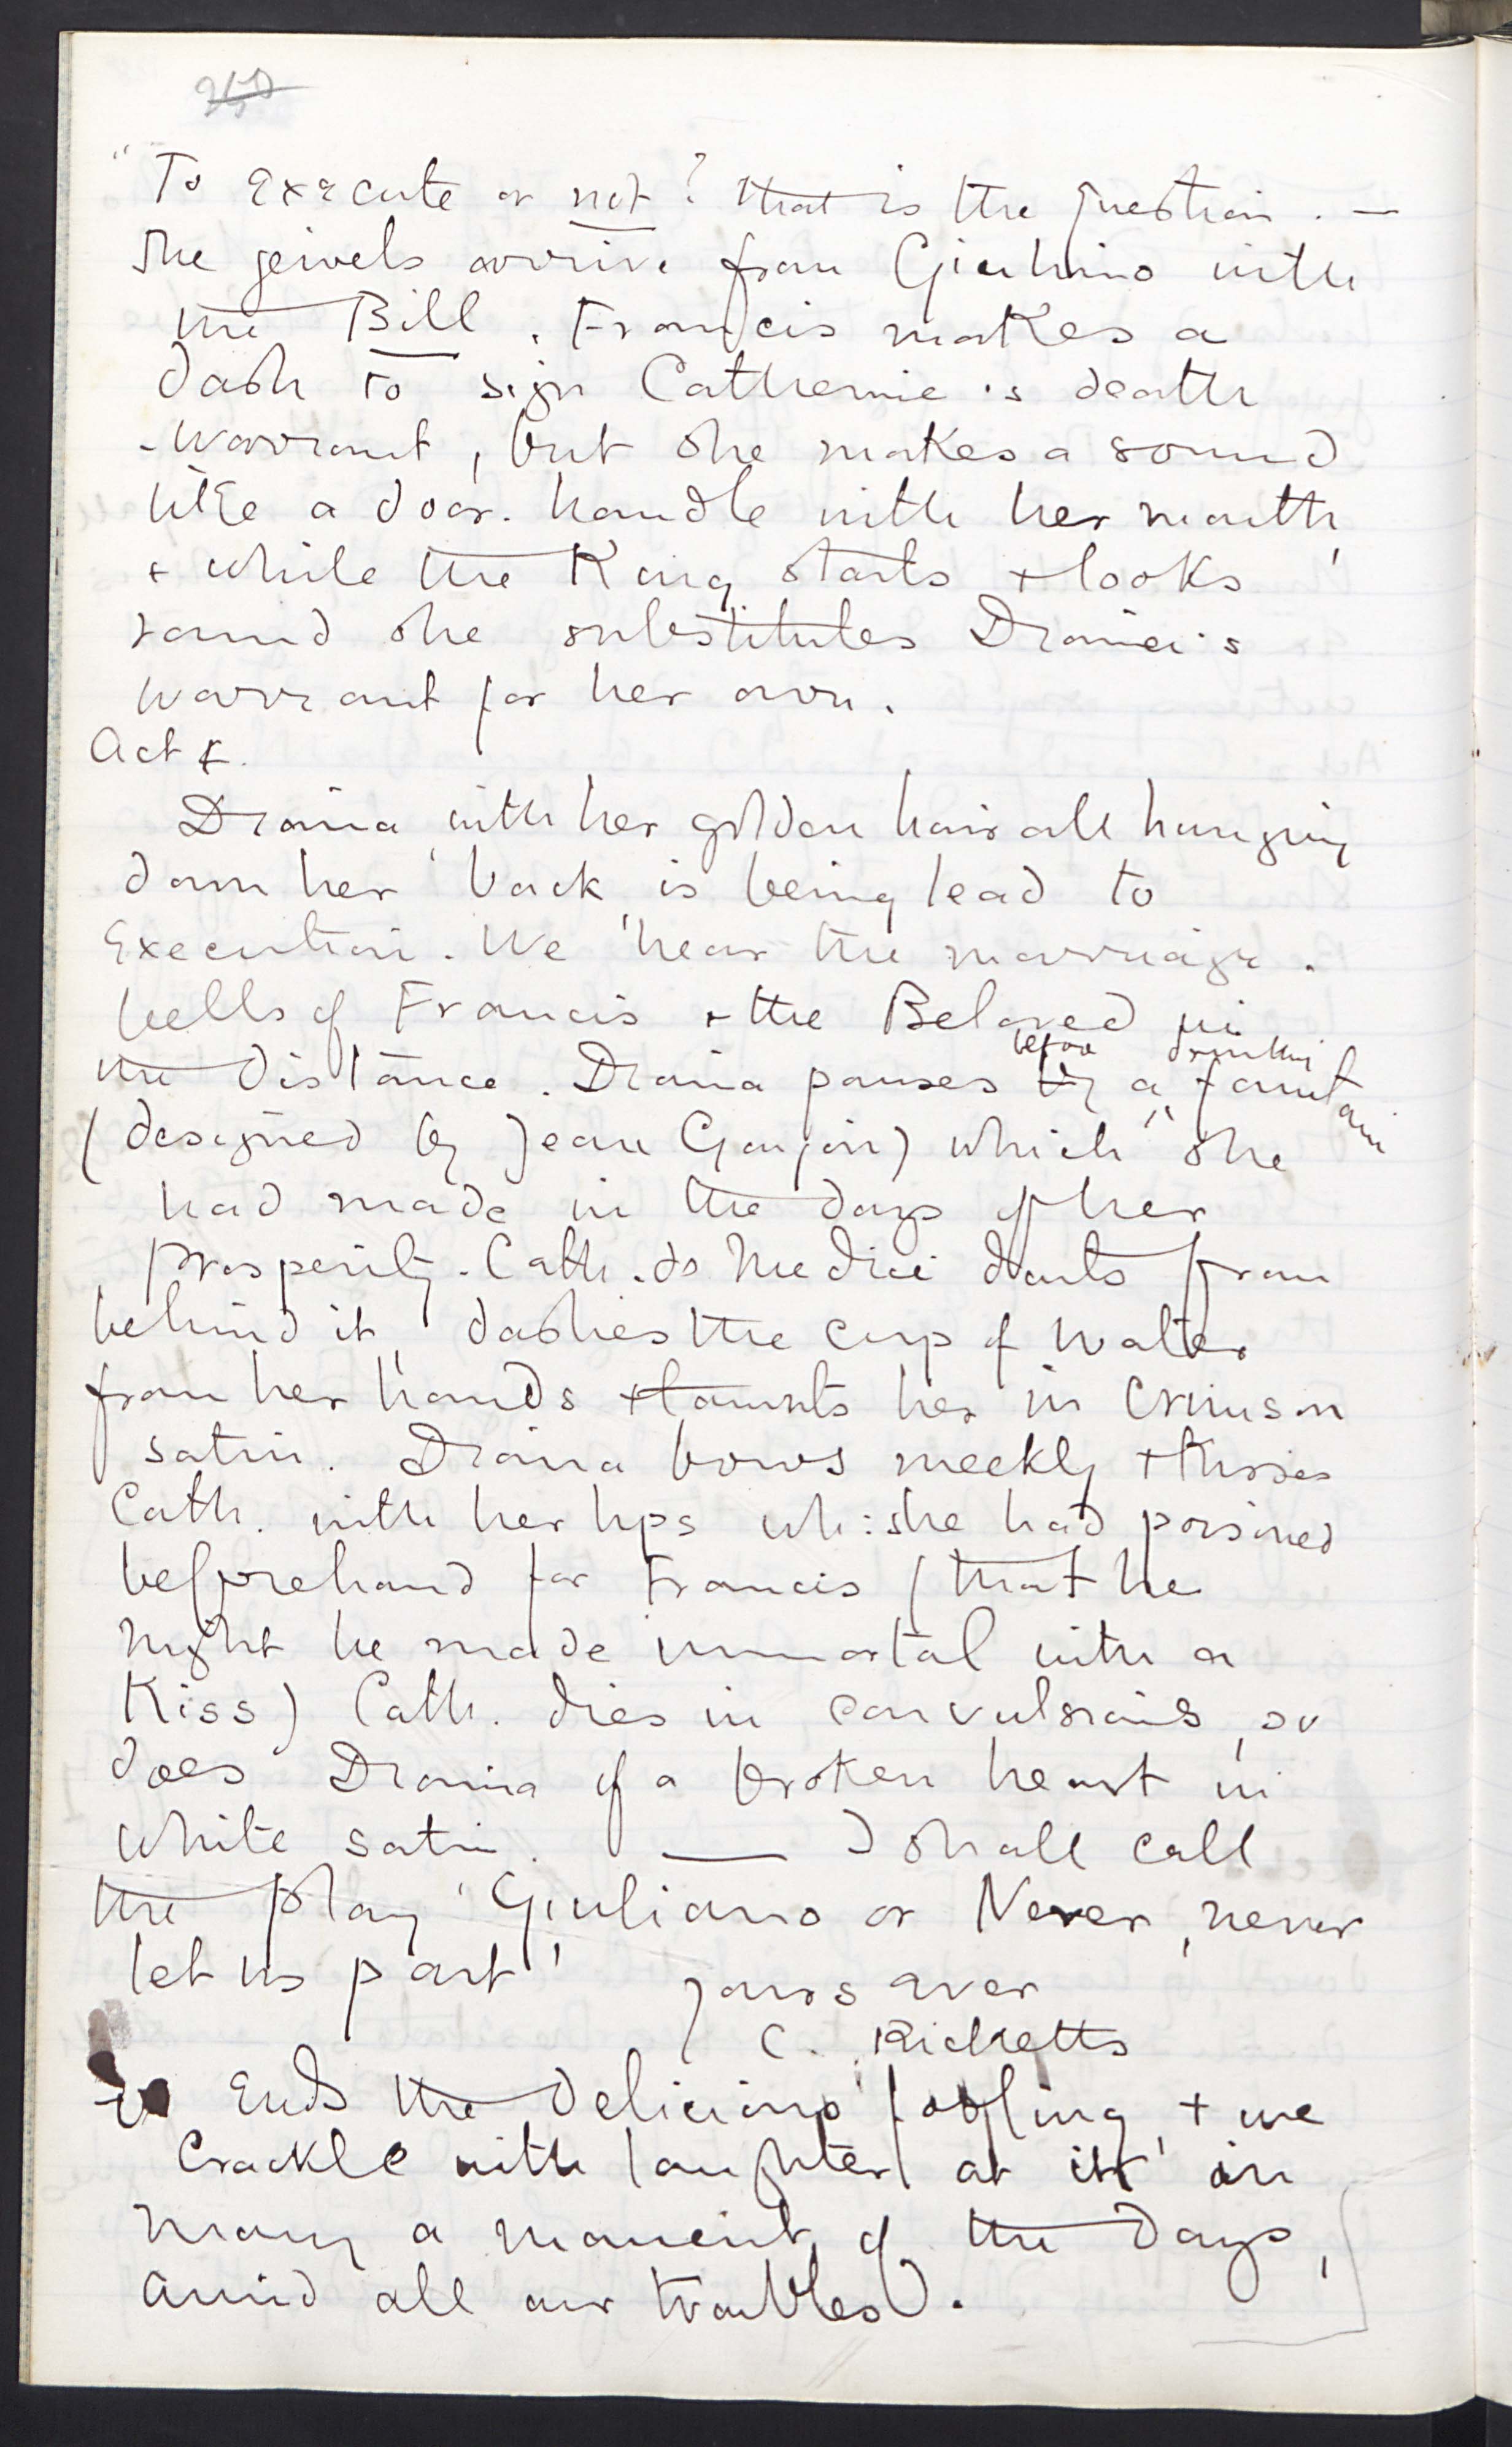 250
"To Execute or not? that is the question. —
The jewels arrive from Giulino with
the Bill. Francis makes a
dash to sign Catherine's death
-warrant, but she makes a sound
like a door-handle with her mouth,
+ while the King starts + looks
round she substitutes Diana's
warrant for her own.
Act 5.
Diana, with her golden hair all hanging
down her back, is being lead to
Execution. We hear the marriage-
bells of Francis + the Beloved in
the distance. Diana pauses by before a drinking fountain
(designed by Jean Goujon) which she
had made in the days of her
prosperity. Cath. de Medici darts from
behind it, dashes the cup of water
from her hands + taunts her in crimson
satin. Diana bows meekly + kisses
Cath. with her lips wh: she had poisoned
beforehand for Francis (that he
might be made immortal with a
Kiss) Cath. dies in convulsions, so
does Diana of a broken heart in
white satin. — I shall call
the play 'Giuliano or Never, never
let us part'
yours ever
C. Ricketts
So Ends the delicious fooling, + we
Crackle with laughter at it in
many a moment of the days,
amid all our troubles.